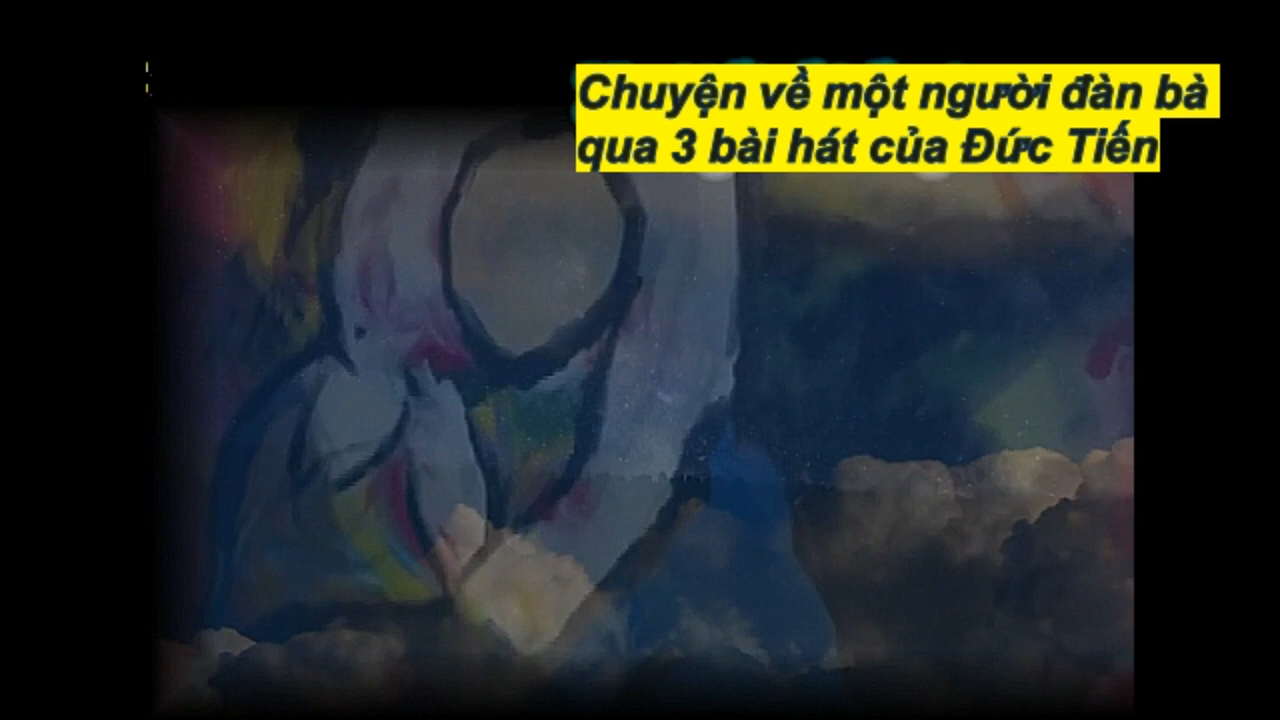 Chuyện về một người đàn bà
qua 3 bài hát của Đức Tiến